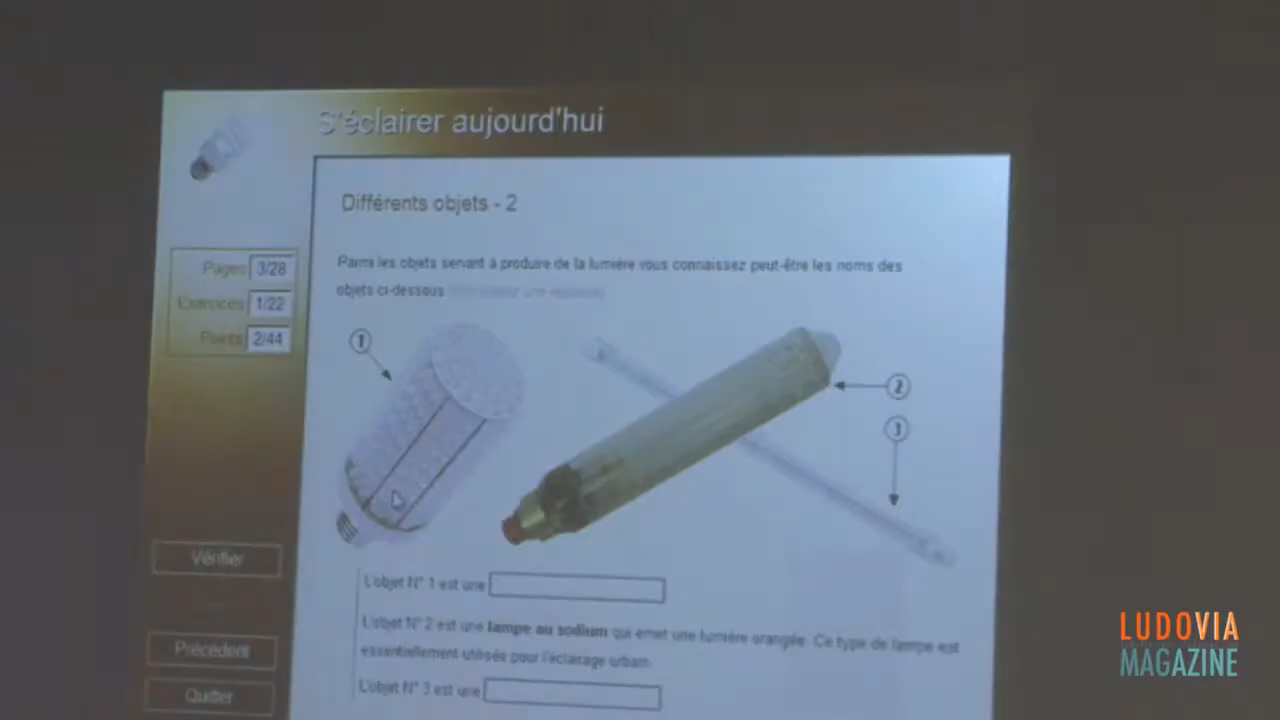 S'éclairer aujourd'hui
Différents objets - 2
Pages 3/28
Exercices 1/22
Points 2/44
Parmi les objets servant à produire de la lumière vous connaissez peut-être les noms des
objets ci-dessous
1
2
3
L'objet N° 1 est une
L'objet N° 2 est une lampe au sodium qui émet une lumière orangée. Ce type de lampe est
essentiellement utilisée pour l'éclairage urbain.
L'objet N° 3 est une
Vérifier
Précédent
Quitter
LUDOVIA
MAGAZINE